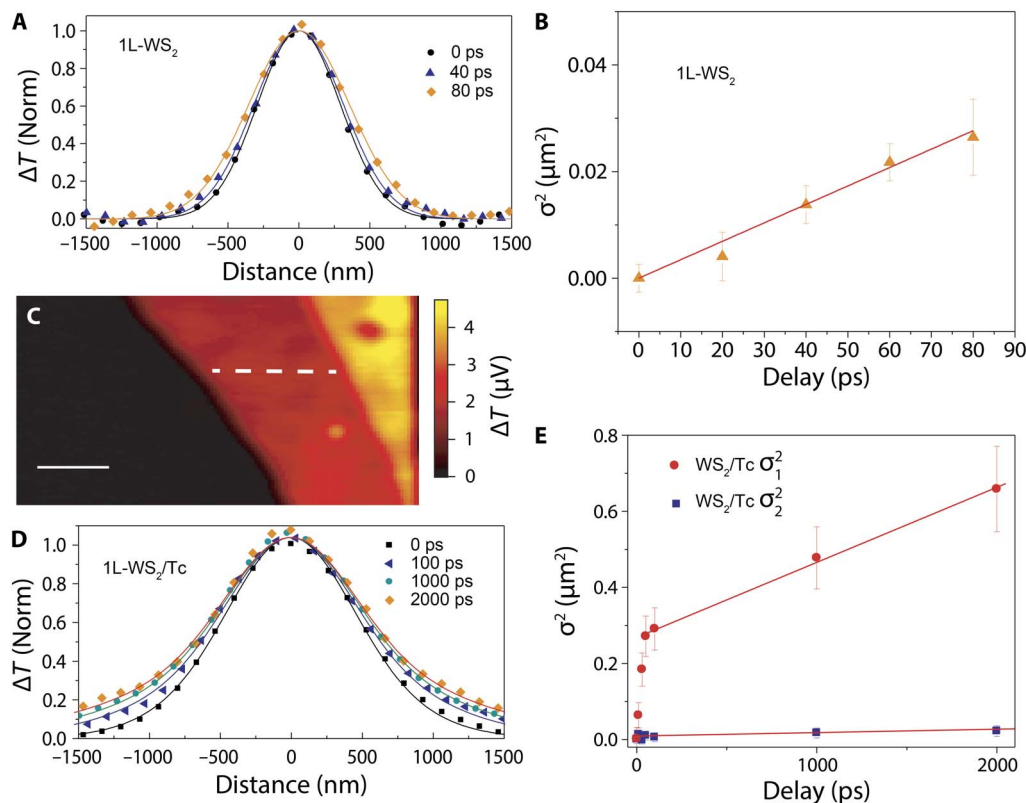 A
1L-WS₂
0 ps
40 ps
80 ps
ΔT (Norm)
1.0
0.8
0.6
0.4
0.2
0.0
−1500
−1000
−500
0
500
1000
1500
Distance (nm)
B
1L-WS₂
σ² (μm²)
0.04
0.02
0.00
0
10
20
30
40
50
60
70
80
90
Delay (ps)
C
4
3
2
1
0
ΔT (μV)
D
1L-WS₂/Tc
0 ps
100 ps
1000 ps
2000 ps
ΔT (Norm)
1.0
0.8
0.6
0.4
0.2
0.0
−1500
−1000
−500
0
500
1000
1500
Distance (nm)
E
WS₂/Tc σ₁²
WS₂/Tc σ₂²
σ² (μm²)
0.8
0.6
0.4
0.2
0.0
0
1000
2000
Delay (ps)